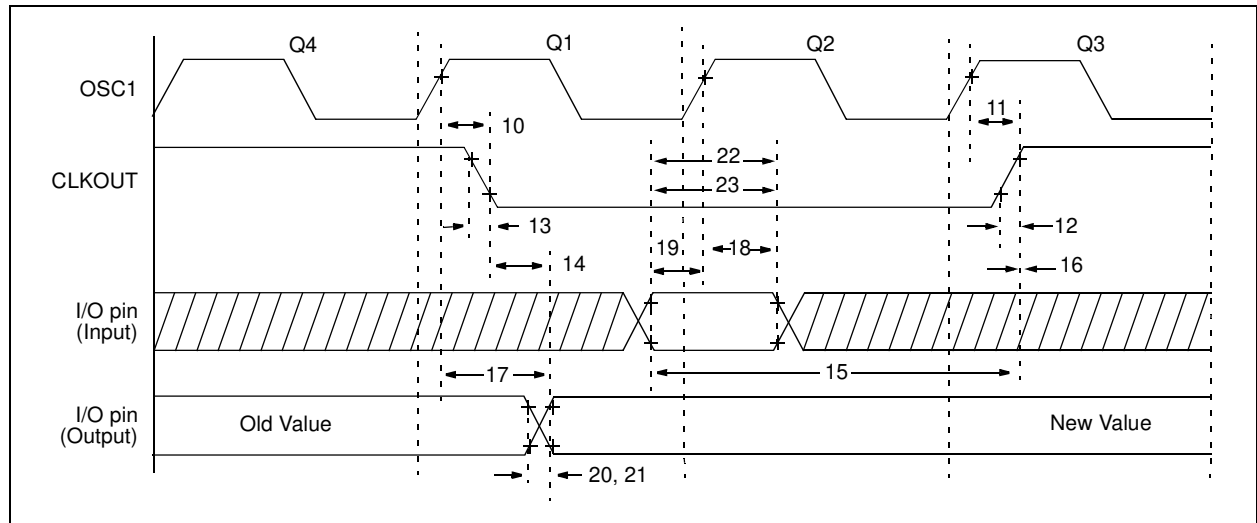 Q4
Q1
Q2
Q3
OSC1
10
11
22
CLKOUT
23
13
12
19
18
14
16
I/O pin
(Input)
17
15
I/O pin
(Output)
Old Value
New Value
20, 21